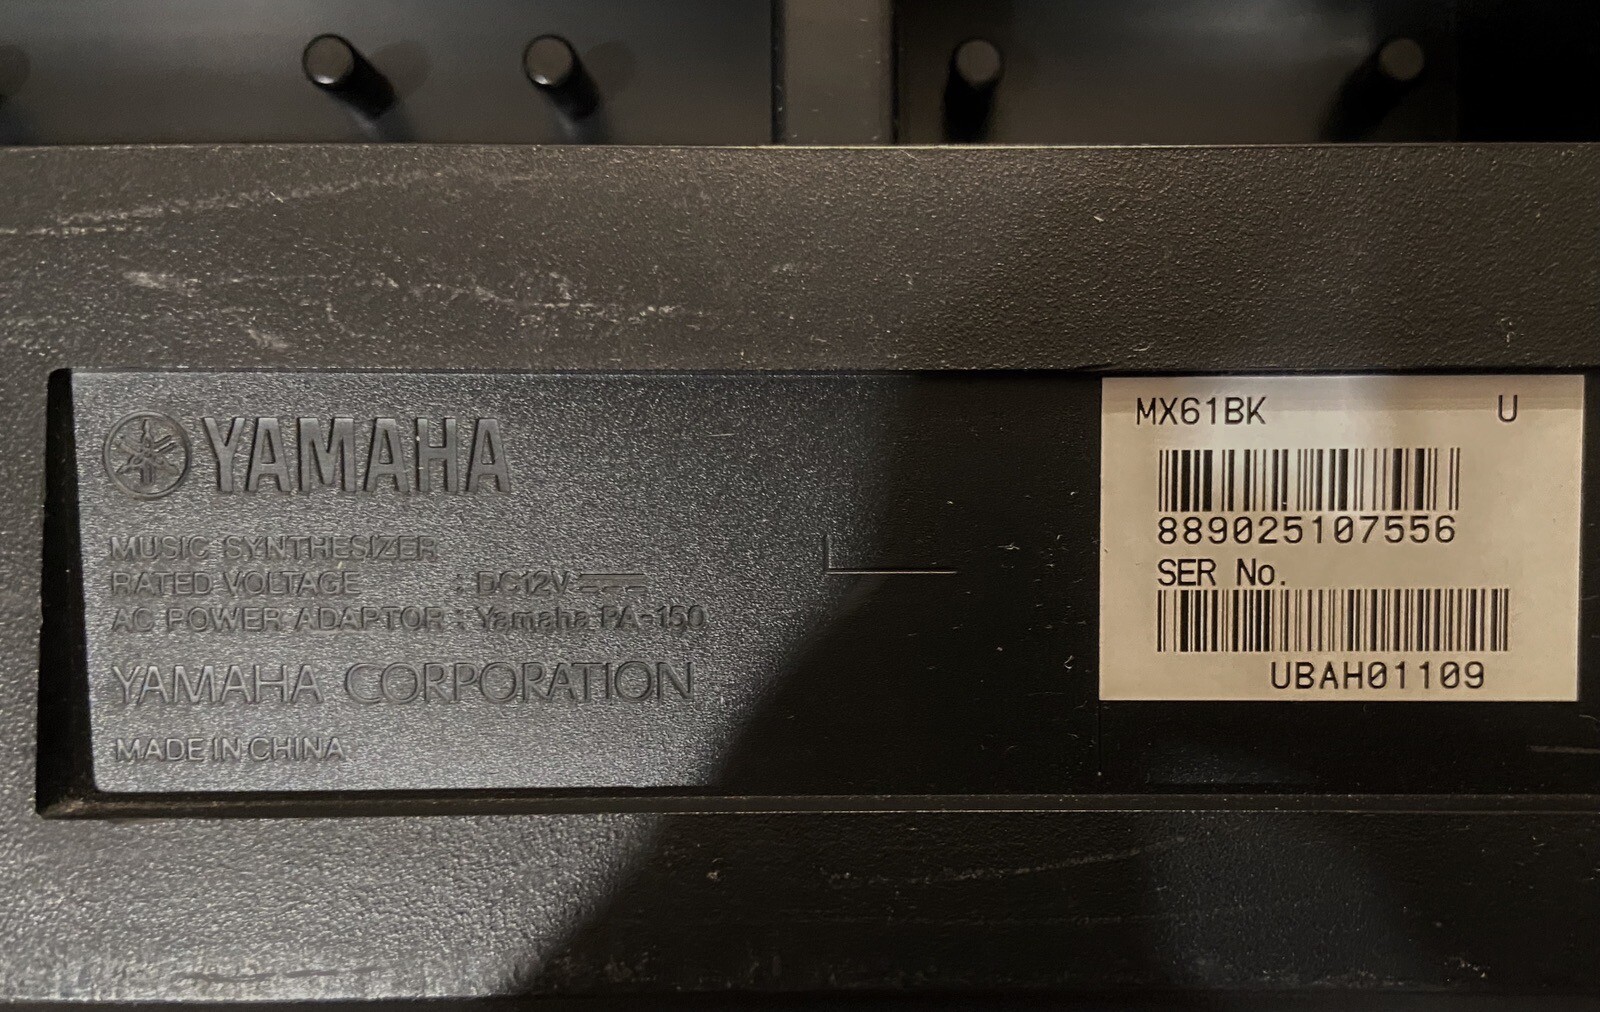 YAMAHA
MUSIC SYNTHESIZER
RATED VOLTAGE : DC12V
AC POWER ADAPTOR : Yamaha PA-150
YAMAHA CORPORATION
MADE IN CHINA
MX61BK U
889025107556
SER No.
UBAH01109